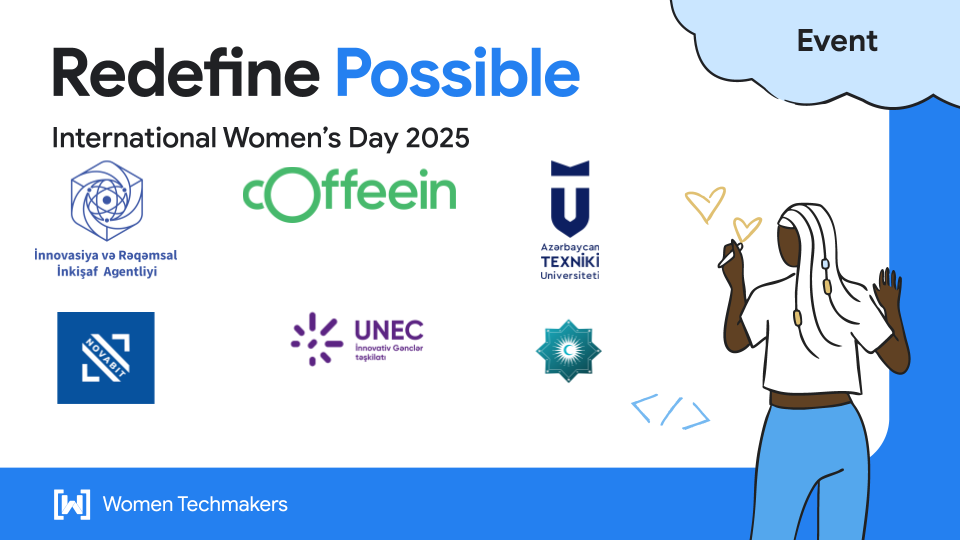 Event
Redefine Possible
International Women’s Day 2025
İnnovasiya və Rəqəmsal
İnkişaf Agentliyi
coffeein
Azərbaycan
TEXNİKİ
Universiteti
NOVABIT
UNEC
İnnovativ Gənclər
təşkilatı
</>
[W] Women Techmakers